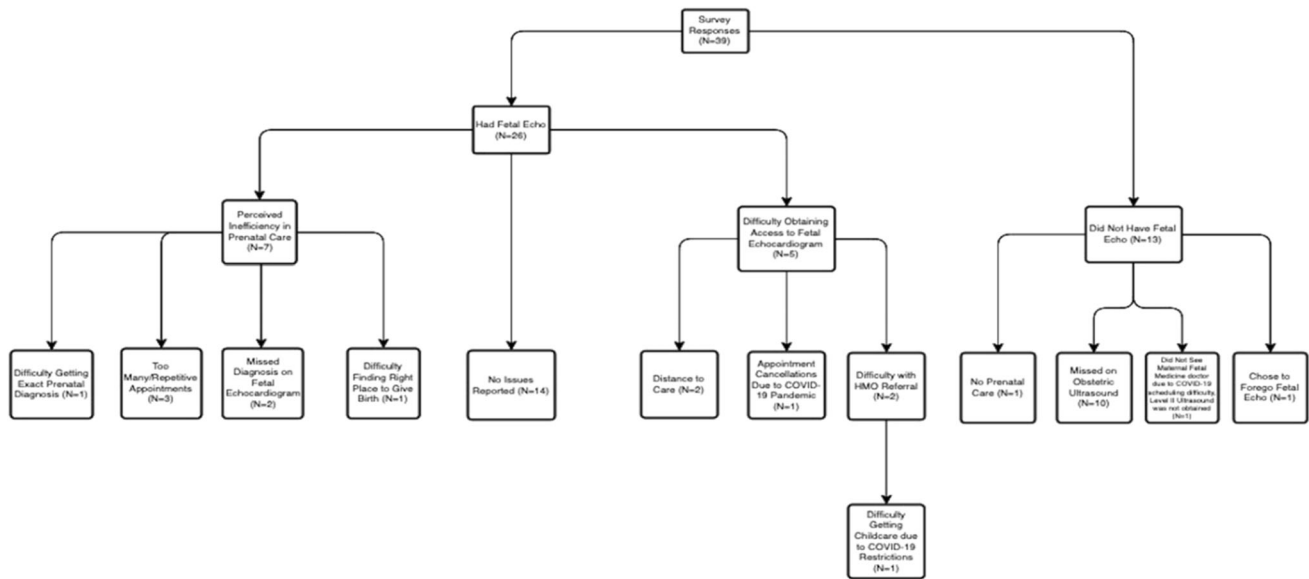 Survey
Responses
(N=39)
Had Fetal Echo
(N=26)
Perceived
Inefficiency in
Prenatal Care
(N=7)
Difficulty Obtaining
Access to Fetal
Echocardiogram
(N=5)
Did Not Have Fetal
Echo (N=13)
Difficulty Getting
Exact Prenatal
Diagnosis (N=1)
Too
Many/Repetitive
Appointments
(N=3)
Missed
Diagnosis on
Fetal
Echocardiogram
(N=2)
Difficulty
Finding Right
Place to Give
Birth (N=1)
No Issues
Reported (N=14)
Distance to
Care (N=2)
Appointment
Cancellations
Due to COVID-
19 Pandemic
(N=1)
Difficulty with
HMO Referral
(N=2)
No Prenatal
Care (N=1)
Missed on
Obstetric
Ultrasound
(N=10)
Did Not See
Maternal Fetal
Medicine doctor
due to COVID-19
scheduling difficulty,
Level II Ultrasound
was not obtained
(N=1)
Chose to
Forego Fetal
Echo (N=1)
Difficulty
Getting
Childcare due
to COVID-19
Restrictions
(N=1)